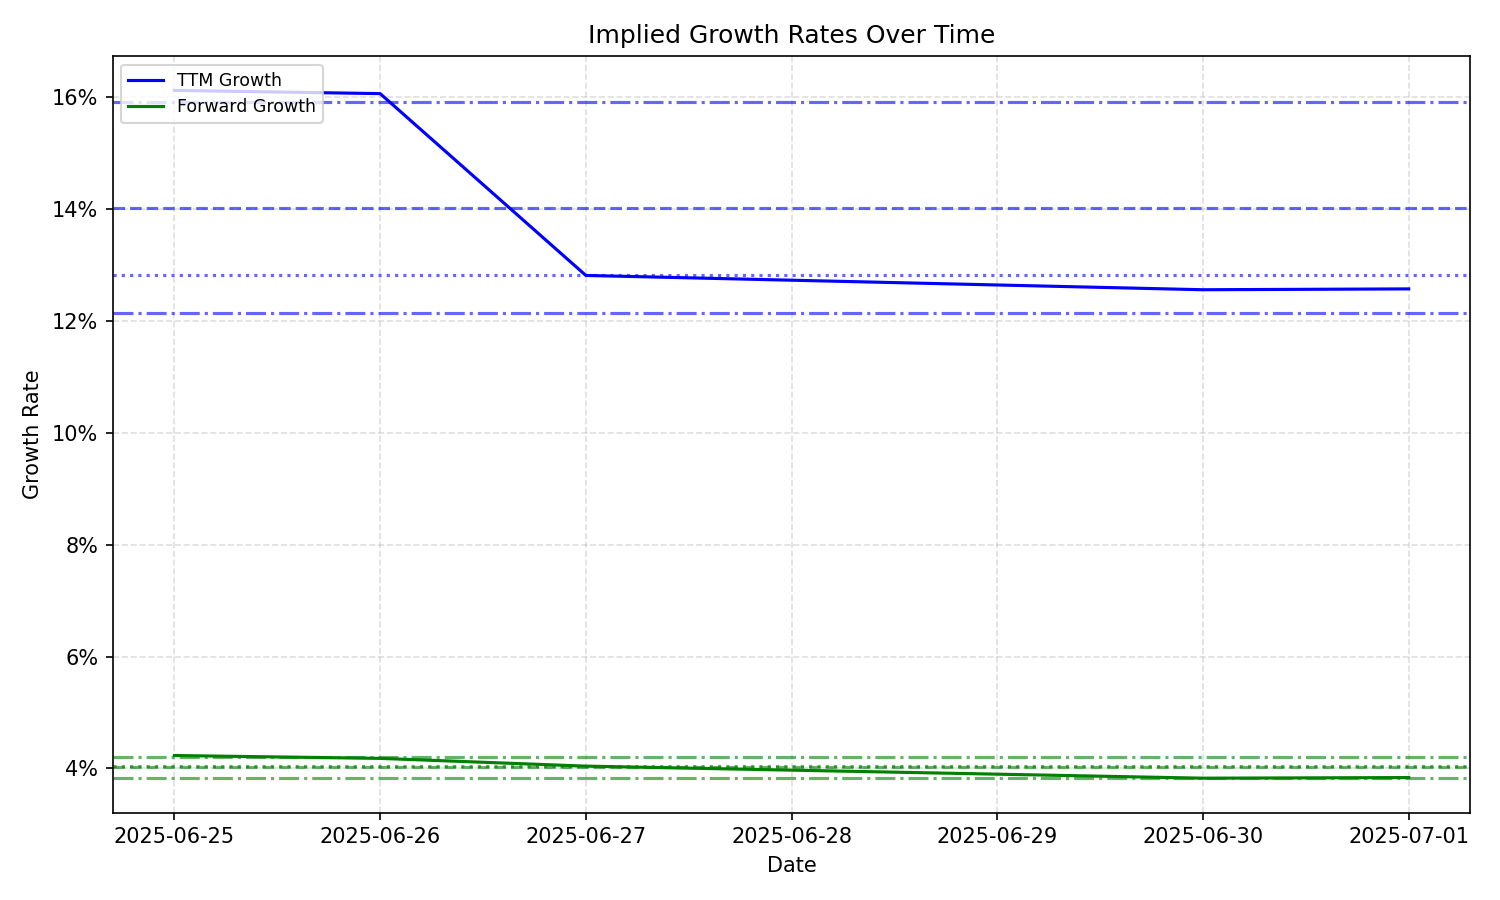 Implied Growth Rates Over Time
TTM Growth
Forward Growth
16%
14%
12%
10%
8%
6%
4%
Growth Rate
2025-06-25
2025-06-26
2025-06-27
2025-06-28
2025-06-29
2025-06-30
2025-07-01
Date